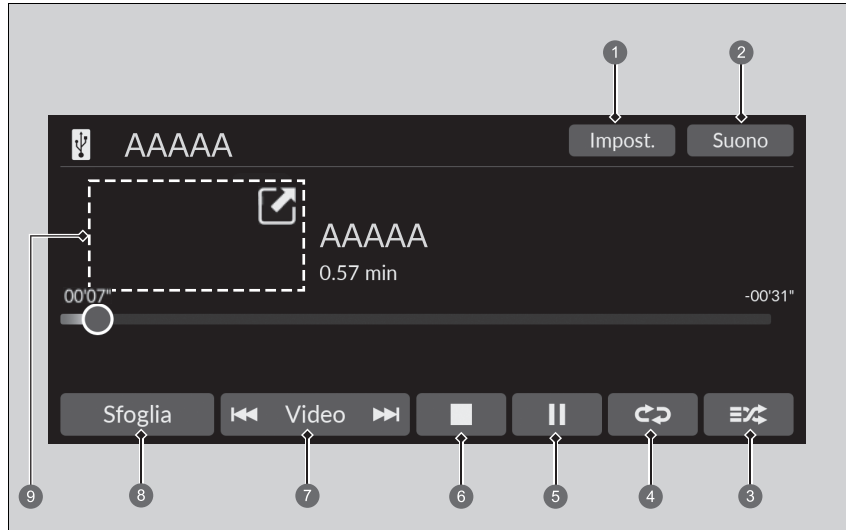 1 2
AAAAA Impost. Suono
AAAAA
0.57 min
00'07" -00'31"
Sfoglia Video
9 8 7 6 5 4 3